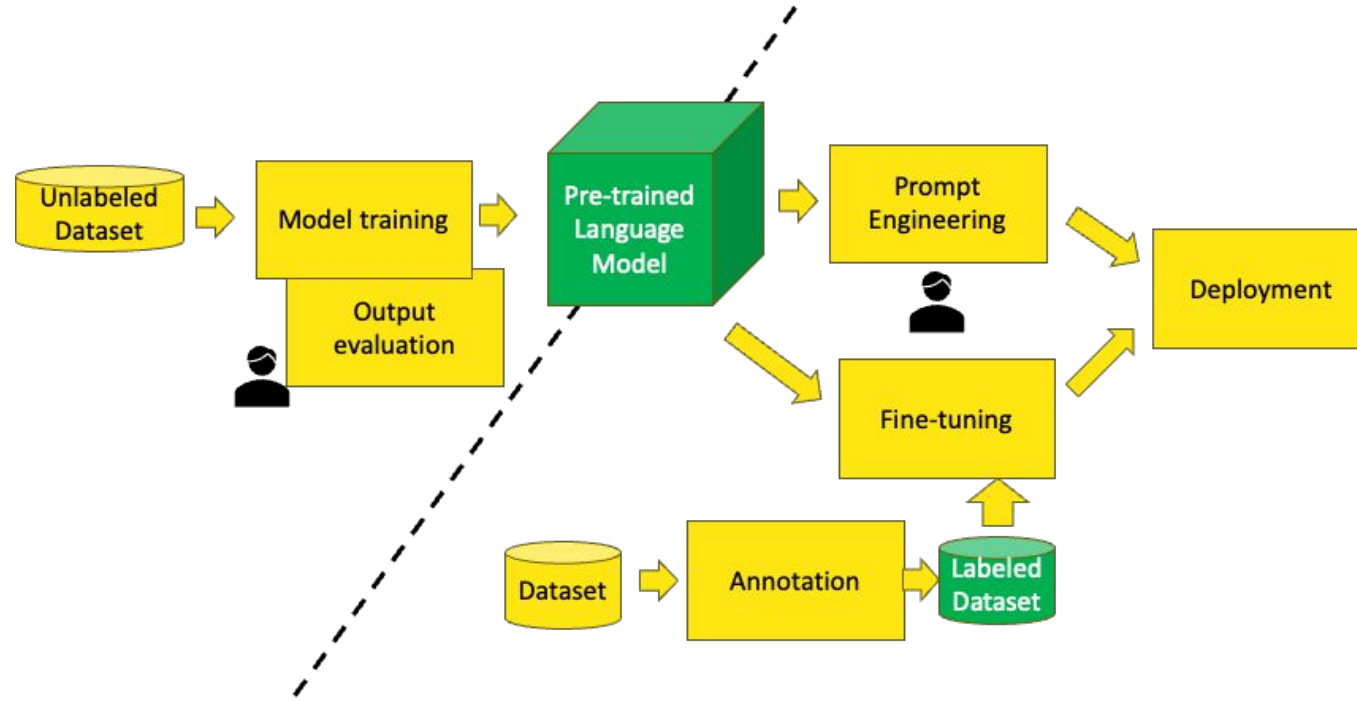 Unlabeled
Dataset
Model training
Output
evaluation
Pre-trained
Language
Model
Prompt
Engineering
Deployment
Fine-tuning
Dataset
Annotation
Labeled
Dataset